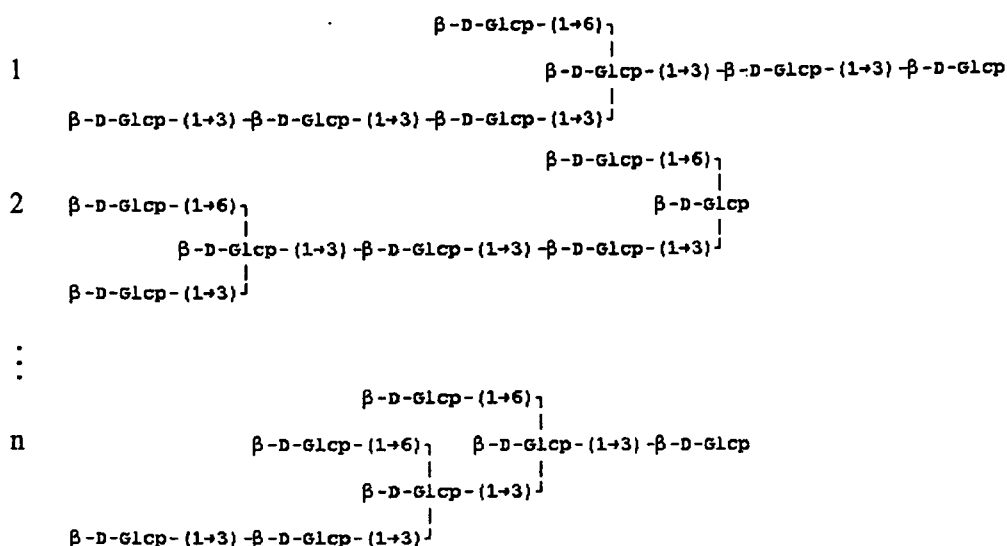 β-D-Glcp-(1→6)
1 β-D-Glcp-(1→3)-β-D-Glcp-(1→3)-β-D-Glcp
β-D-Glcp-(1→3)-β-D-Glcp-(1→3)-β-D-Glcp-(1→3)
β-D-Glcp-(1→6)
2 β-D-Glcp-(1→6) β-D-Glcp
β-D-Glcp-(1→3)-β-D-Glcp-(1→3)-β-D-Glcp-(1→3)
β-D-Glcp-(1→3)
⋮
β-D-Glcp-(1→6)
n β-D-Glcp-(1→6) β-D-Glcp-(1→3)-β-D-Glcp
β-D-Glcp-(1→3)
β-D-Glcp-(1→3)-β-D-Glcp-(1→3)